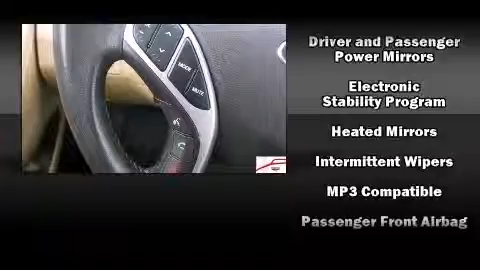 Driver and Passenger
Power Mirrors
Electronic
Stability Program
Heated Mirrors
Intermittent Wipers
MP3 Compatible
Passenger Front Airbag
MODE
MUTE